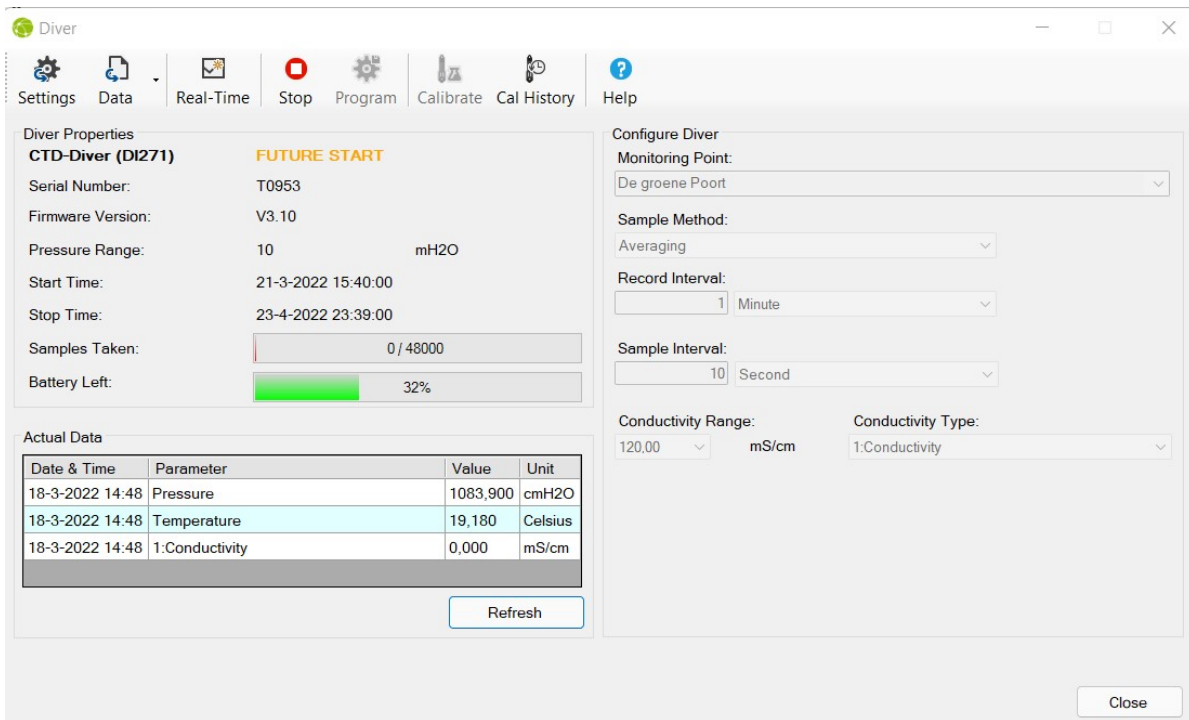 Diver
Settings Data Real-Time Stop Program Calibrate Cal History Help
Diver Properties
CTD-Diver (DI271) FUTURE START
Serial Number: T0953
Firmware Version: V3.10
Pressure Range: 10 mH2O
Start Time: 21-3-2022 15:40:00
Stop Time: 23-4-2022 23:39:00
Samples Taken: 0 / 48000
Battery Left: 32%
Actual Data
Date & Time Parameter Value Unit
18-3-2022 14:48 Pressure 1083,900 cmH2O
18-3-2022 14:48 Temperature 19,180 Celsius
18-3-2022 14:48 1:Conductivity 0,000 mS/cm
Refresh
Configure Diver
Monitoring Point:
De groene Poort
Sample Method:
Averaging
Record Interval:
1 Minute
Sample Interval:
10 Second
Conductivity Range: Conductivity Type:
120,00 mS/cm 1:Conductivity
Close